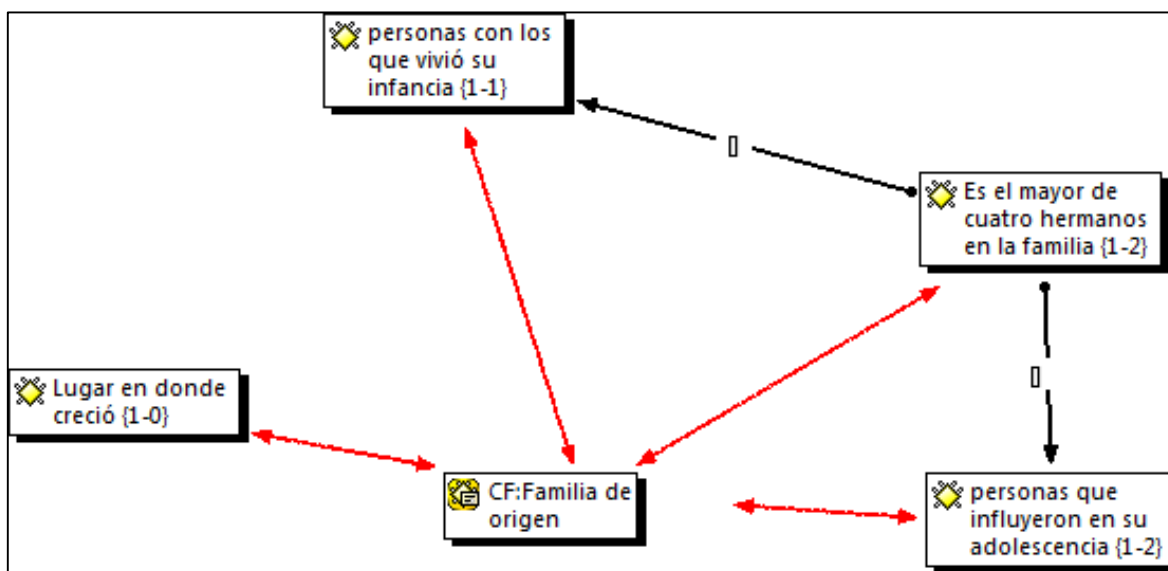 personas con los
que vivió su
infancia {1-1}
[]
Es el mayor de
cuatro hermanos
en la familia {1-2}
[]
Lugar en donde
creció {1-0}
CF:Familia de
origen
personas que
influyeron en su
adolescencia {1-2}